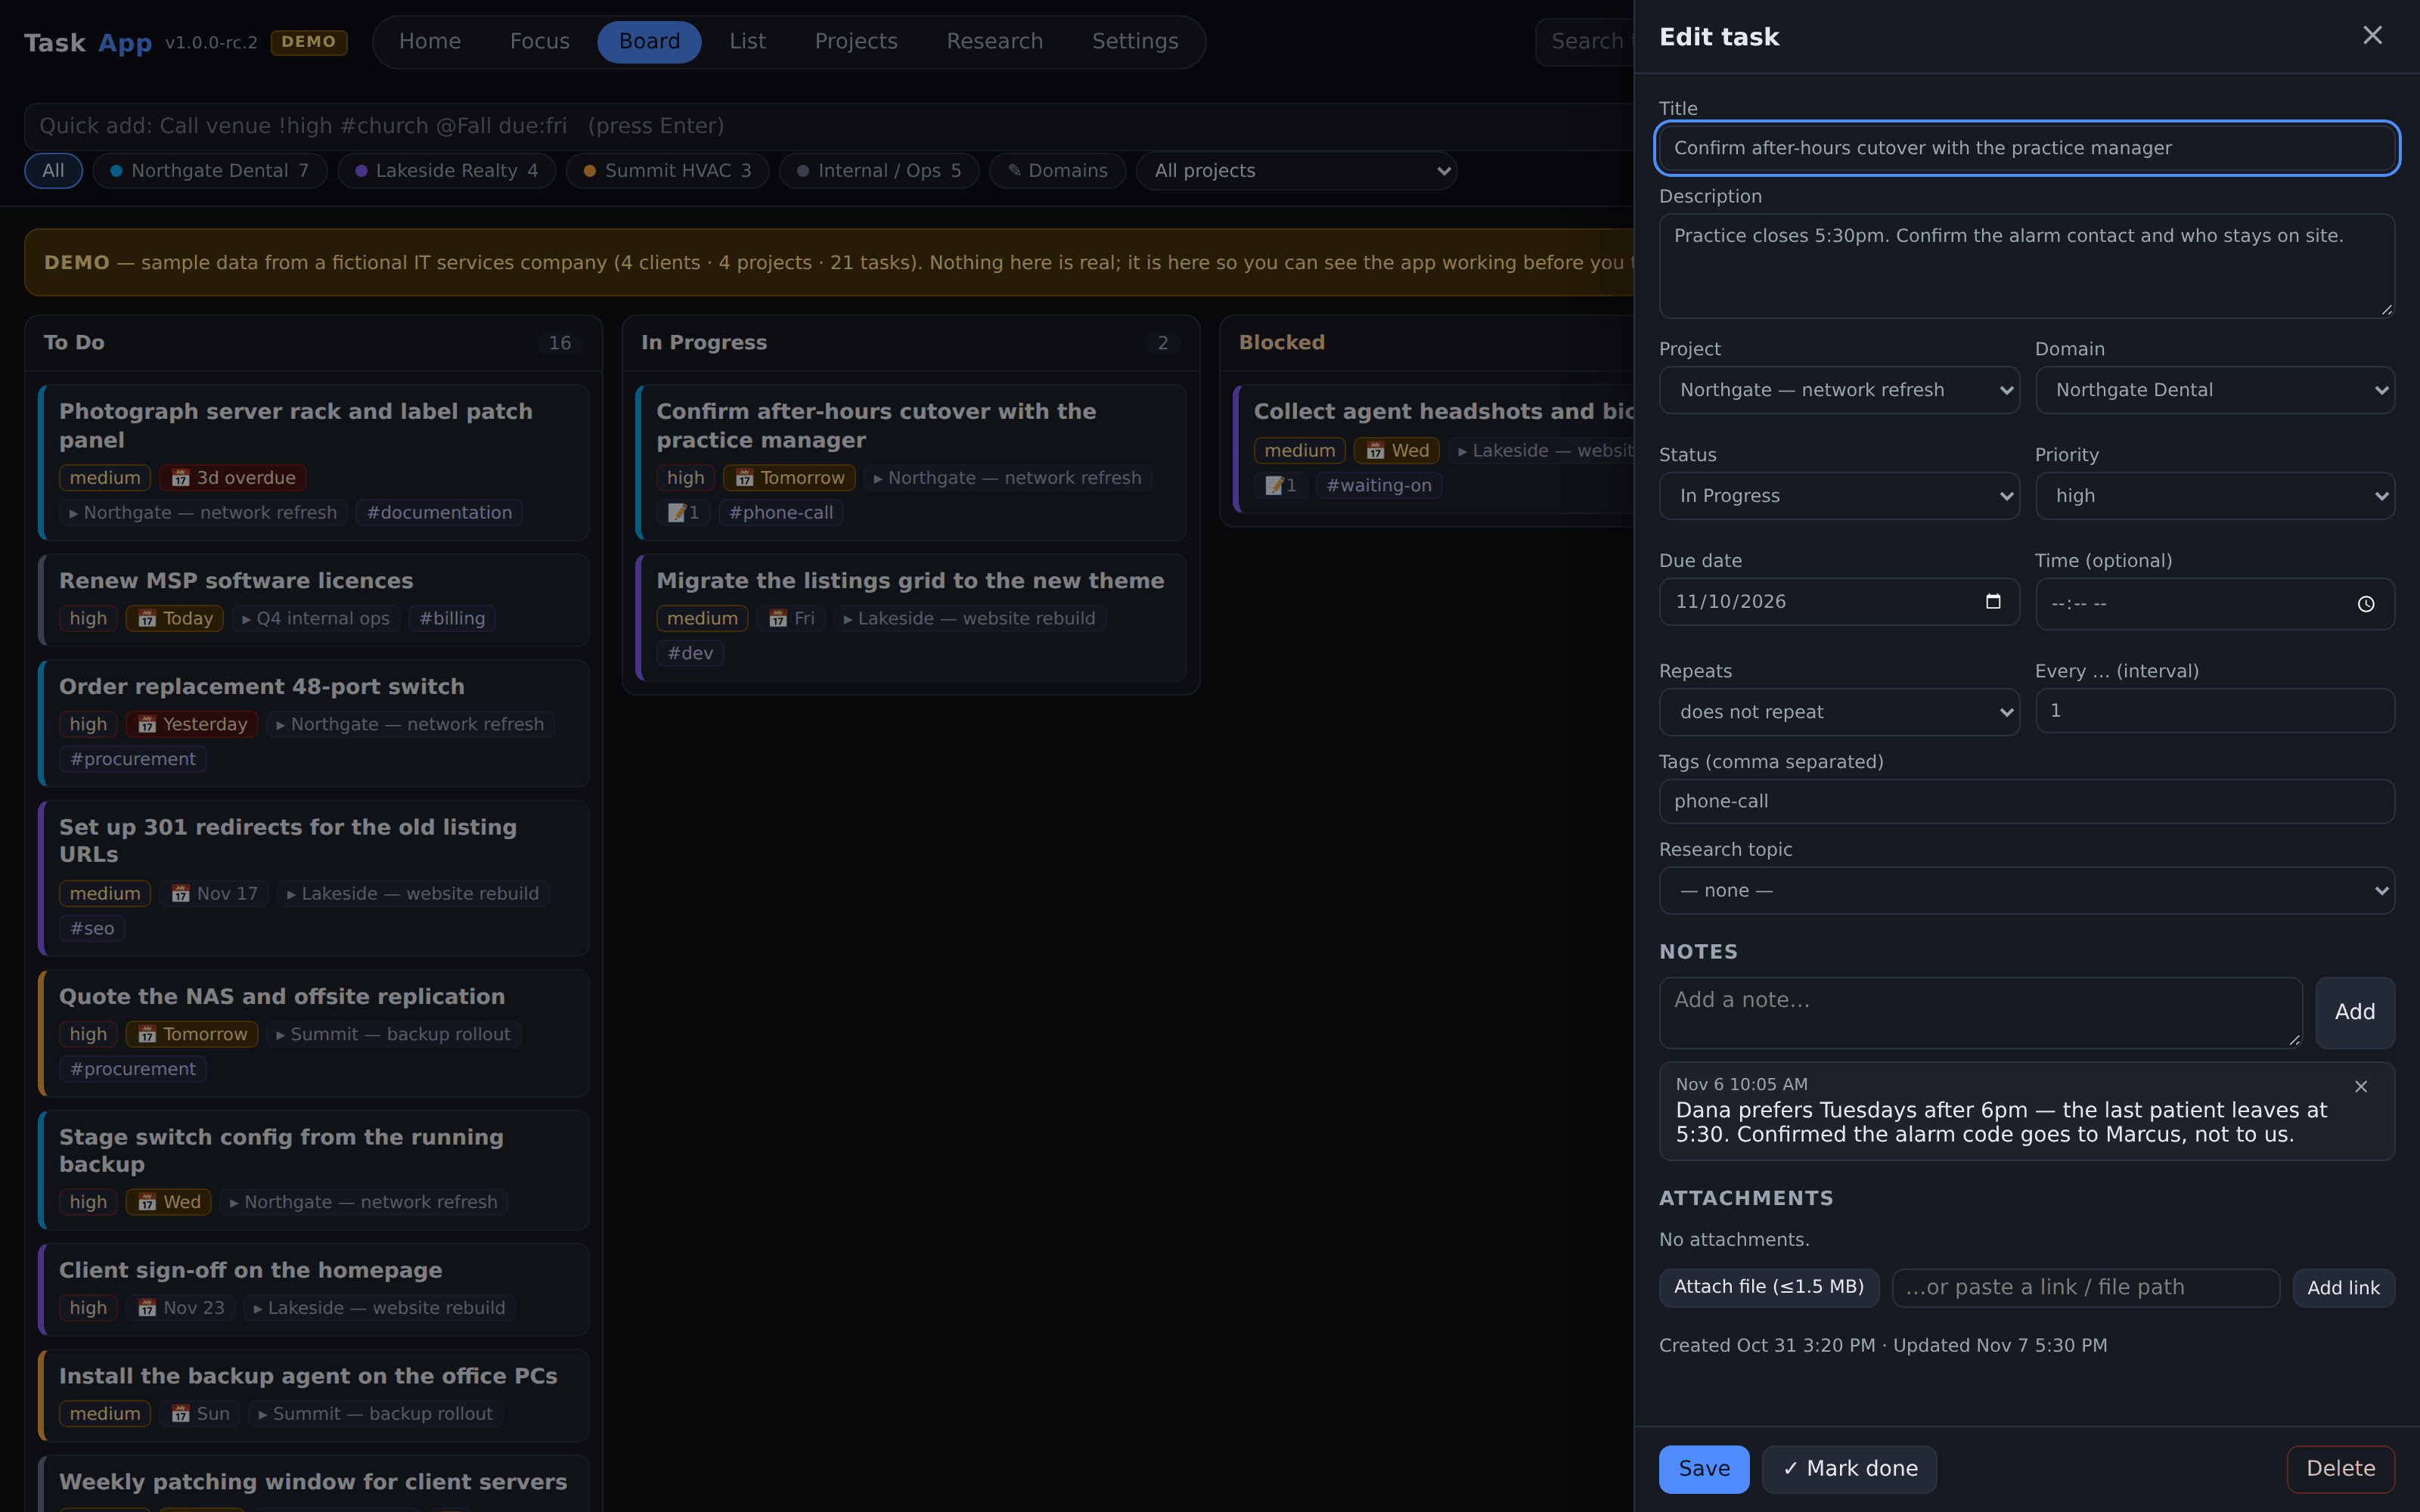 Task App v1.0.0-rc.2 DEMO
Home Focus Board List Projects Research Settings
Search
Quick add: Call venue !high #church @Fall due:fri (press Enter)
All Northgate Dental 7 Lakeside Realty 4 Summit HVAC 3 Internal / Ops 5 ✎ Domains All projects
DEMO — sample data from a fictional IT services company (4 clients · 4 projects · 21 tasks). Nothing here is real; it is here so you can see the app working before you
To Do 16
Photograph server rack and label patch
panel
medium 📅 3d overdue
▸ Northgate — network refresh #documentation
Renew MSP software licences
high 📅 Today ▸ Q4 internal ops #billing
Order replacement 48-port switch
high 📅 Yesterday ▸ Northgate — network refresh
#procurement
Set up 301 redirects for the old listing
URLs
medium 📅 Nov 17 ▸ Lakeside — website rebuild
#seo
Quote the NAS and offsite replication
high 📅 Tomorrow ▸ Summit — backup rollout
#procurement
Stage switch config from the running
backup
high 📅 Wed ▸ Northgate — network refresh
Client sign-off on the homepage
high 📅 Nov 23 ▸ Lakeside — website rebuild
Install the backup agent on the office PCs
medium 📅 Sun ▸ Summit — backup rollout
Weekly patching window for client servers
In Progress 2
Confirm after-hours cutover with the
practice manager
high 📅 Tomorrow ▸ Northgate — network refresh
📝1 #phone-call
Migrate the listings grid to the new theme
medium 📅 Fri ▸ Lakeside — website rebuild
#dev
Blocked
Collect agent headshots and
medium 📅 Wed ▸ Lakeside —
📝1 #waiting-on
Edit task
Title
Confirm after-hours cutover with the practice manager
Description
Practice closes 5:30pm. Confirm the alarm contact and who stays on site.
Project Domain
Northgate — network refresh Northgate Dental
Status Priority
In Progress high
Due date Time (optional)
11/10/2026 --:-- --
Repeats Every … (interval)
does not repeat 1
Tags (comma separated)
phone-call
Research topic
— none —
NOTES
Add a note… Add
Nov 6 10:05 AM
Dana prefers Tuesdays after 6pm — the last patient leaves at
5:30. Confirmed the alarm code goes to Marcus, not to us.
ATTACHMENTS
No attachments.
Attach file (≤1.5 MB) …or paste a link / file path Add link
Created Oct 31 3:20 PM · Updated Nov 7 5:30 PM
Save ✓ Mark done Delete